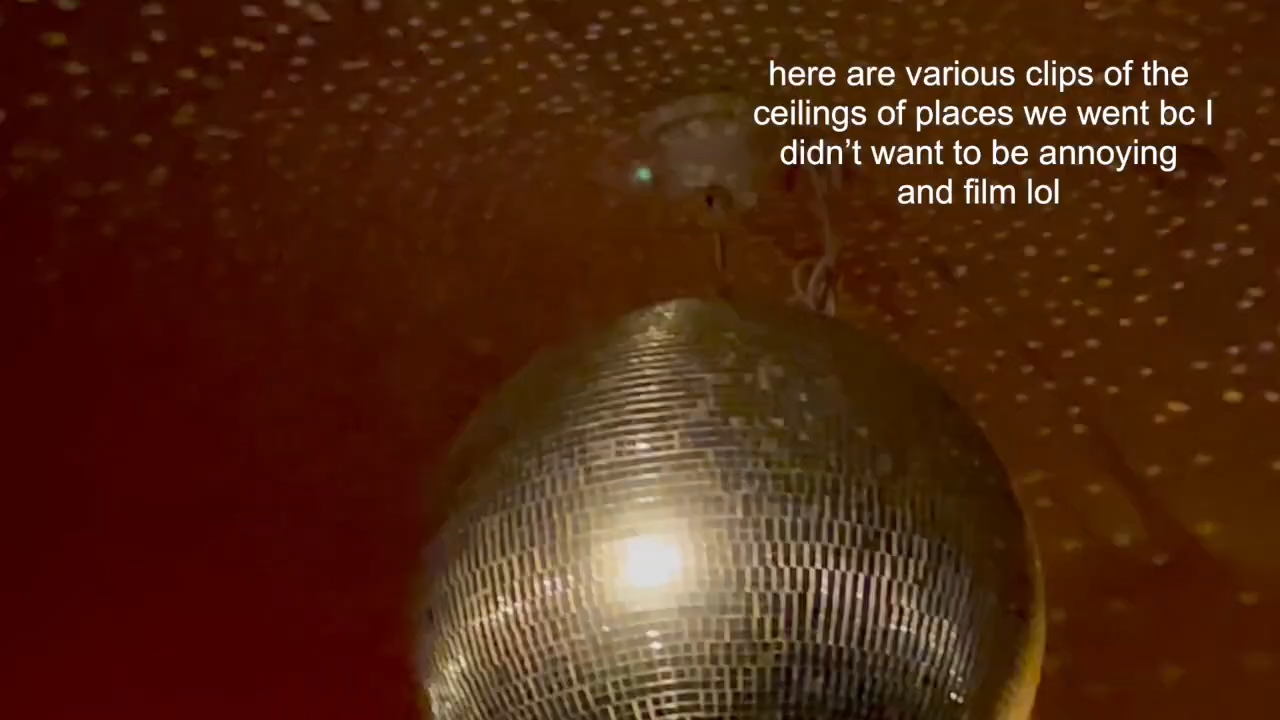 here are various clips of the
ceilings of places we went bc I
didn’t want to be annoying
and film lol